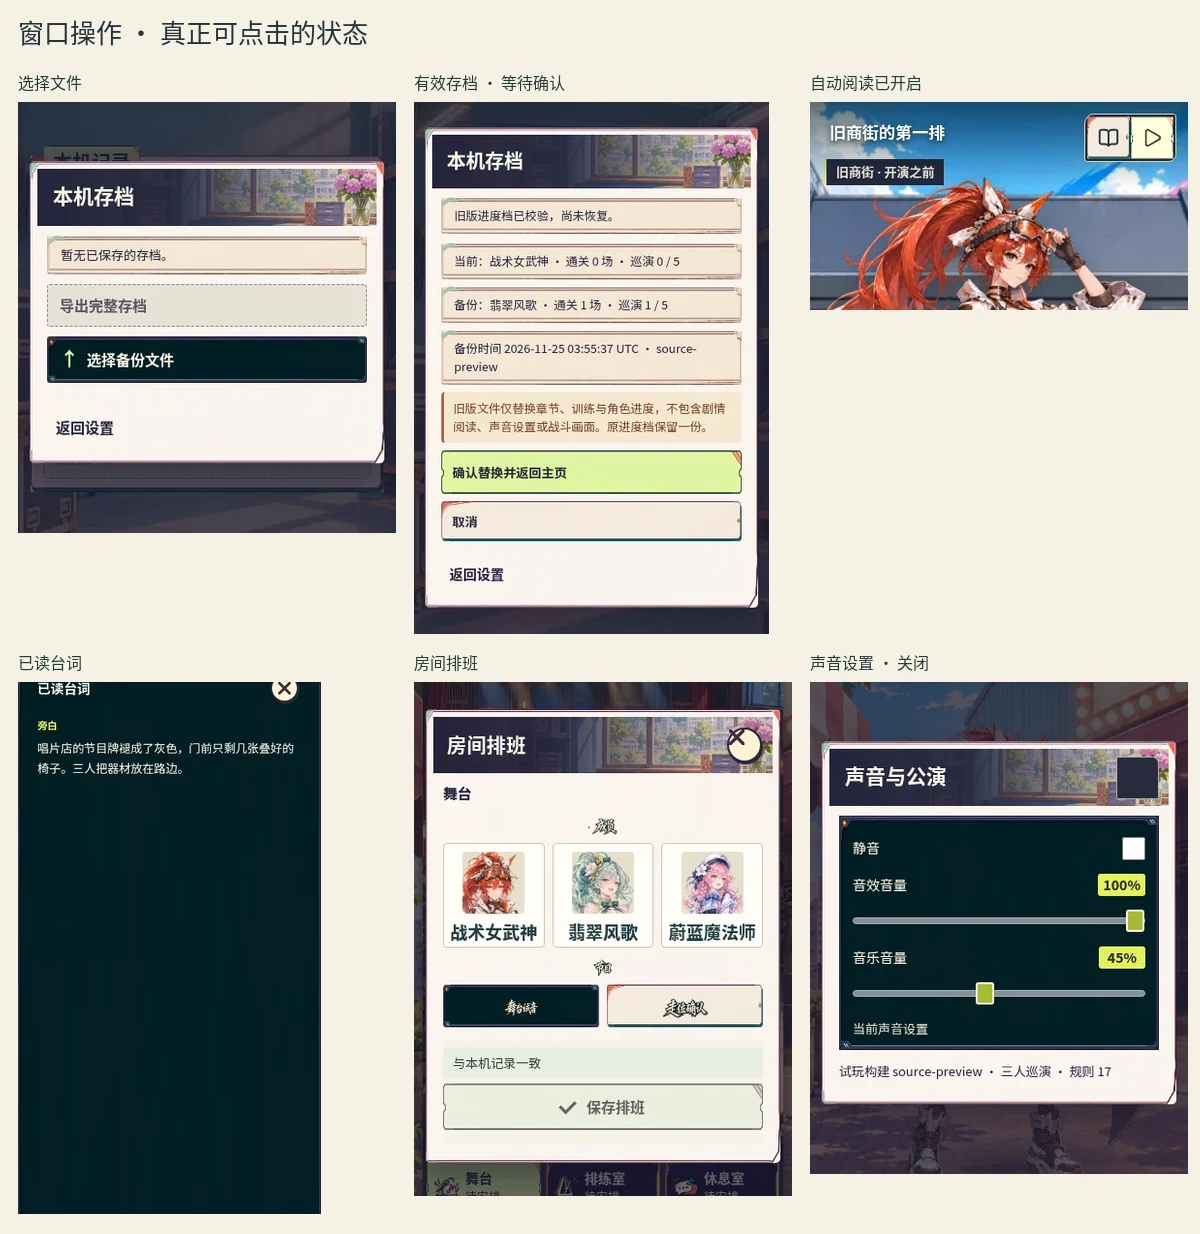 窗口操作 · 真正可点击的状态
选择文件
本机存档
暂无已保存的存档。
导出完整存档
选择备份文件
返回设置
有效存档 · 等待确认
本机存档
旧版进度档已校验，尚未恢复。
当前：战术女武神 · 通关 0 场 · 巡演 0 / 5
备份：翡翠风歌 · 通关 1 场 · 巡演 1 / 5
备份时间 2026-11-25 03:55:37 UTC · source-
preview
旧版文件仅替换章节、训练与角色进度，不包含剧情
阅读、声音设置或战斗画面。原进度档保留一份。
确认替换并返回主页
取消
返回设置
自动阅读已开启
旧商街的第一排
旧商街 · 开演之前
已读台词
已读台词
旁白
唱片店的节目牌褪成了灰色，门前只剩几张叠好的
椅子。三人把器材放在路边。
房间排班
房间排班
舞台
战术女武神
翡翠风歌
蔚蓝魔法师
舞台试音
走位确认
与本机记录一致
保存排班
舞台
排练室
休息室
声音设置 · 关闭
声音与公演
静音
音效音量
100%
音乐音量
45%
当前声音设置
试玩构建 source-preview · 三人巡演 · 规则 17